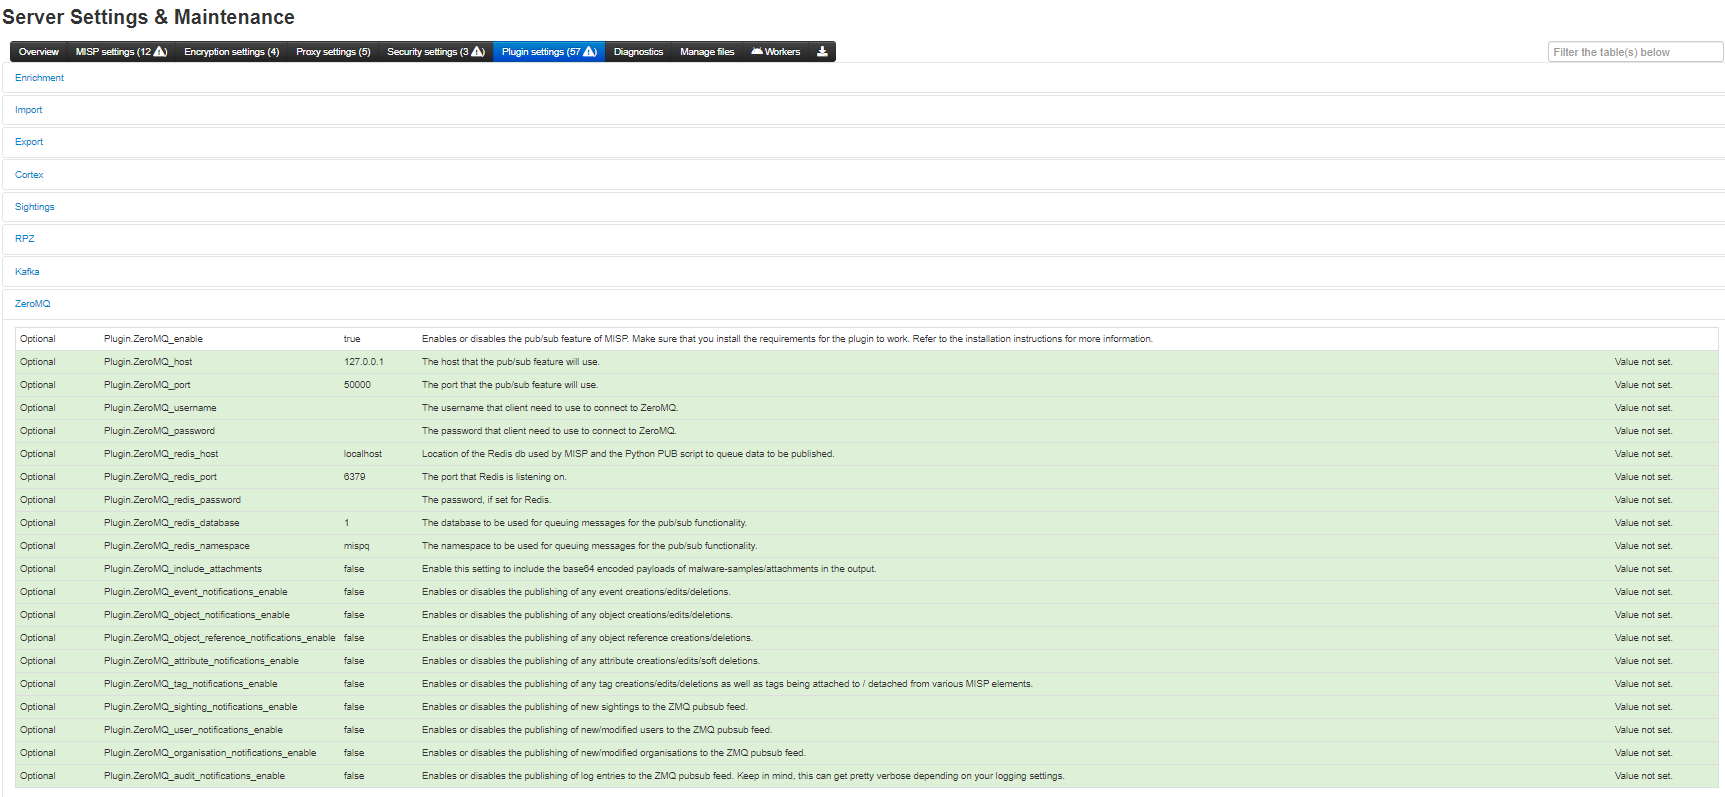 Server Settings & Maintenance
Overview MISP settings (12 ) Encryption settings (4) Proxy settings (5) Security settings (3 ) Plugin settings (57 ) Diagnostics Manage files Workers Filter the table(s) below
Enrichment
Import
Export
Cortex
Sightings
RPZ
Kafka
ZeroMQ
Optional Plugin.ZeroMQ_enable true Enables or disables the pub/sub feature of MISP. Make sure that you install the requirements for the plugin to work. Refer to the installation instructions for more information.
Optional Plugin.ZeroMQ_host 127.0.0.1 The host that the pub/sub feature will use. Value not set.
Optional Plugin.ZeroMQ_port 50000 The port that the pub/sub feature will use. Value not set.
Optional Plugin.ZeroMQ_username The username that client need to use to connect to ZeroMQ. Value not set.
Optional Plugin.ZeroMQ_password The password that client need to use to connect to ZeroMQ. Value not set.
Optional Plugin.ZeroMQ_redis_host localhost Location of the Redis db used by MISP and the Python PUB script to queue data to be published. Value not set.
Optional Plugin.ZeroMQ_redis_port 6379 The port that Redis is listening on. Value not set.
Optional Plugin.ZeroMQ_redis_password The password, if set for Redis. Value not set.
Optional Plugin.ZeroMQ_redis_database 1 The database to be used for queuing messages for the pub/sub functionality. Value not set.
Optional Plugin.ZeroMQ_redis_namespace mispq The namespace to be used for queuing messages for the pub/sub functionality. Value not set.
Optional Plugin.ZeroMQ_include_attachments false Enable this setting to include the base64 encoded payloads of malware-samples/attachments in the output. Value not set.
Optional Plugin.ZeroMQ_event_notifications_enable false Enables or disables the publishing of any event creations/edits/deletions. Value not set.
Optional Plugin.ZeroMQ_object_notifications_enable false Enables or disables the publishing of any object creations/edits/deletions. Value not set.
Optional Plugin.ZeroMQ_object_reference_notifications_enable false Enables or disables the publishing of any object reference creations/deletions. Value not set.
Optional Plugin.ZeroMQ_attribute_notifications_enable false Enables or disables the publishing of any attribute creations/edits/soft deletions. Value not set.
Optional Plugin.ZeroMQ_tag_notifications_enable false Enables or disables the publishing of any tag creations/edits/deletions as well as tags being attached to / detached from various MISP elements. Value not set.
Optional Plugin.ZeroMQ_sighting_notifications_enable false Enables or disables the publishing of new sightings to the ZMQ pubsub feed. Value not set.
Optional Plugin.ZeroMQ_user_notifications_enable false Enables or disables the publishing of new/modified users to the ZMQ pubsub feed. Value not set.
Optional Plugin.ZeroMQ_organisation_notifications_enable false Enables or disables the publishing of new/modified organisations to the ZMQ pubsub feed. Value not set.
Optional Plugin.ZeroMQ_audit_notifications_enable false Enables or disables the publishing of log entries to the ZMQ pubsub feed. Keep in mind, this can get pretty verbose depending on your logging settings. Value not set.